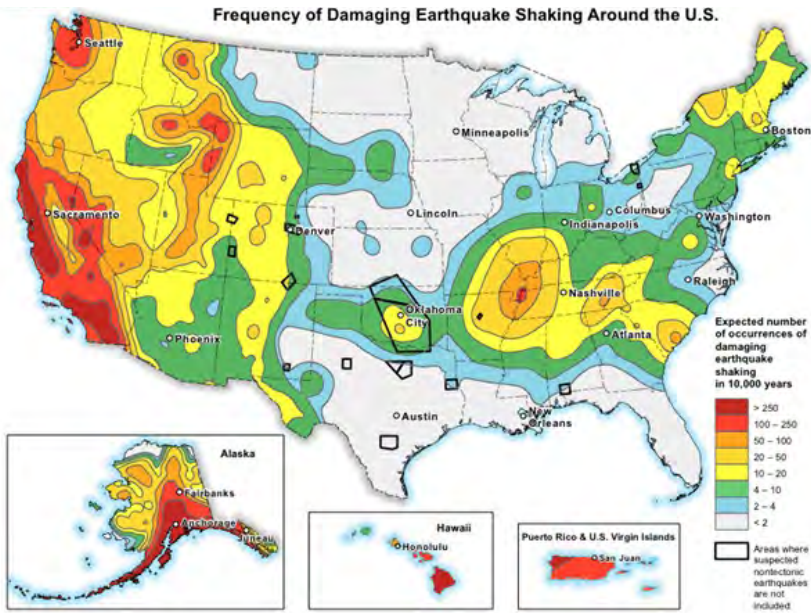 Frequency of Damaging Earthquake Shaking Around the U.S.
Seattle
Minneapolis
Boston
Sacramento
Lincoln
Columbus
Washington
Denver
Indianapolis
Raleigh
Nashville
Oklahoma
City
Phoenix
Atlanta
Austin
New
Orleans
Expected number
of occurrences of
damaging
earthquake
shaking
in 10,000 years
> 250
100 – 250
50 – 100
20 – 50
10 – 20
4 – 10
2 – 4
< 2
Areas where
suspected
nontectonic
earthquakes
are not
included
Alaska
Fairbanks
Anchorage
Juneau
Hawaii
Honolulu
Puerto Rico & U.S. Virgin Islands
San Juan